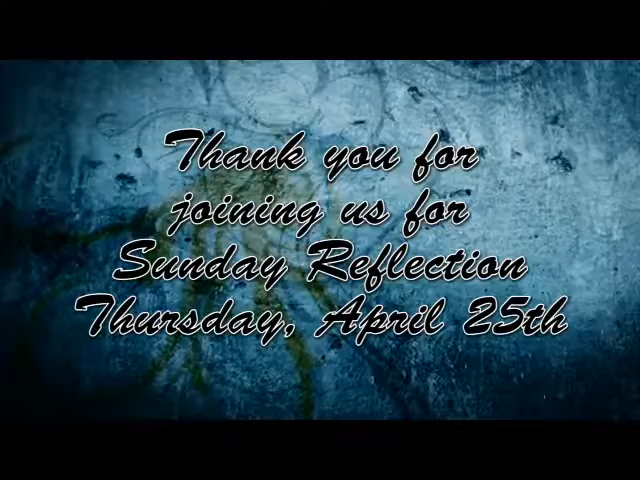 Thank you for
joining us for
Sunday Reflection
Thursday, April 25th